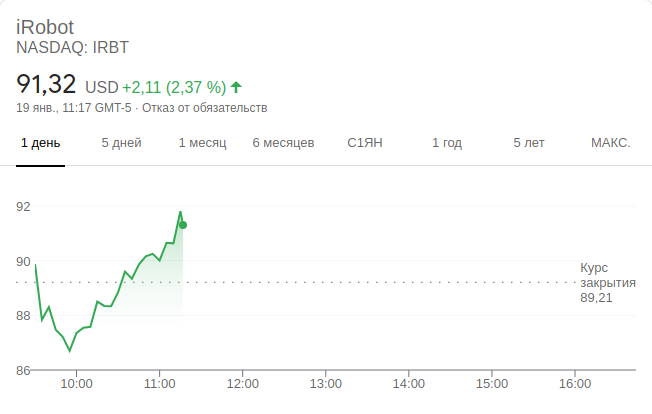 iRobot
NASDAQ: IRBT
91,32 USD +2,11 (2,37 %)
19 янв., 11:17 GMT-5 · Отказ от обязательств
1 день 5 дней 1 месяц 6 месяцев С1ЯН 1 год 5 лет МАКС.
92
90
88
86
Курс
закрытия
89,21
10:00 11:00 12:00 13:00 14:00 15:00 16:00